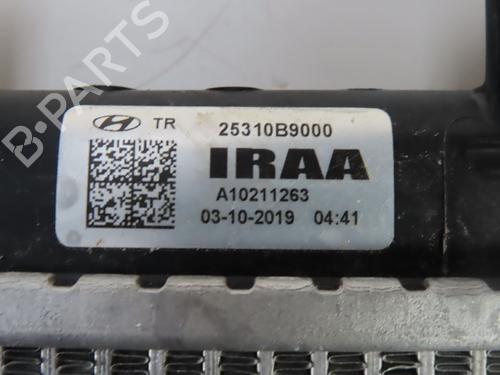 TR 25310B9000
IRAA
A10211263
03-10-2019 04:41
B-PARTS